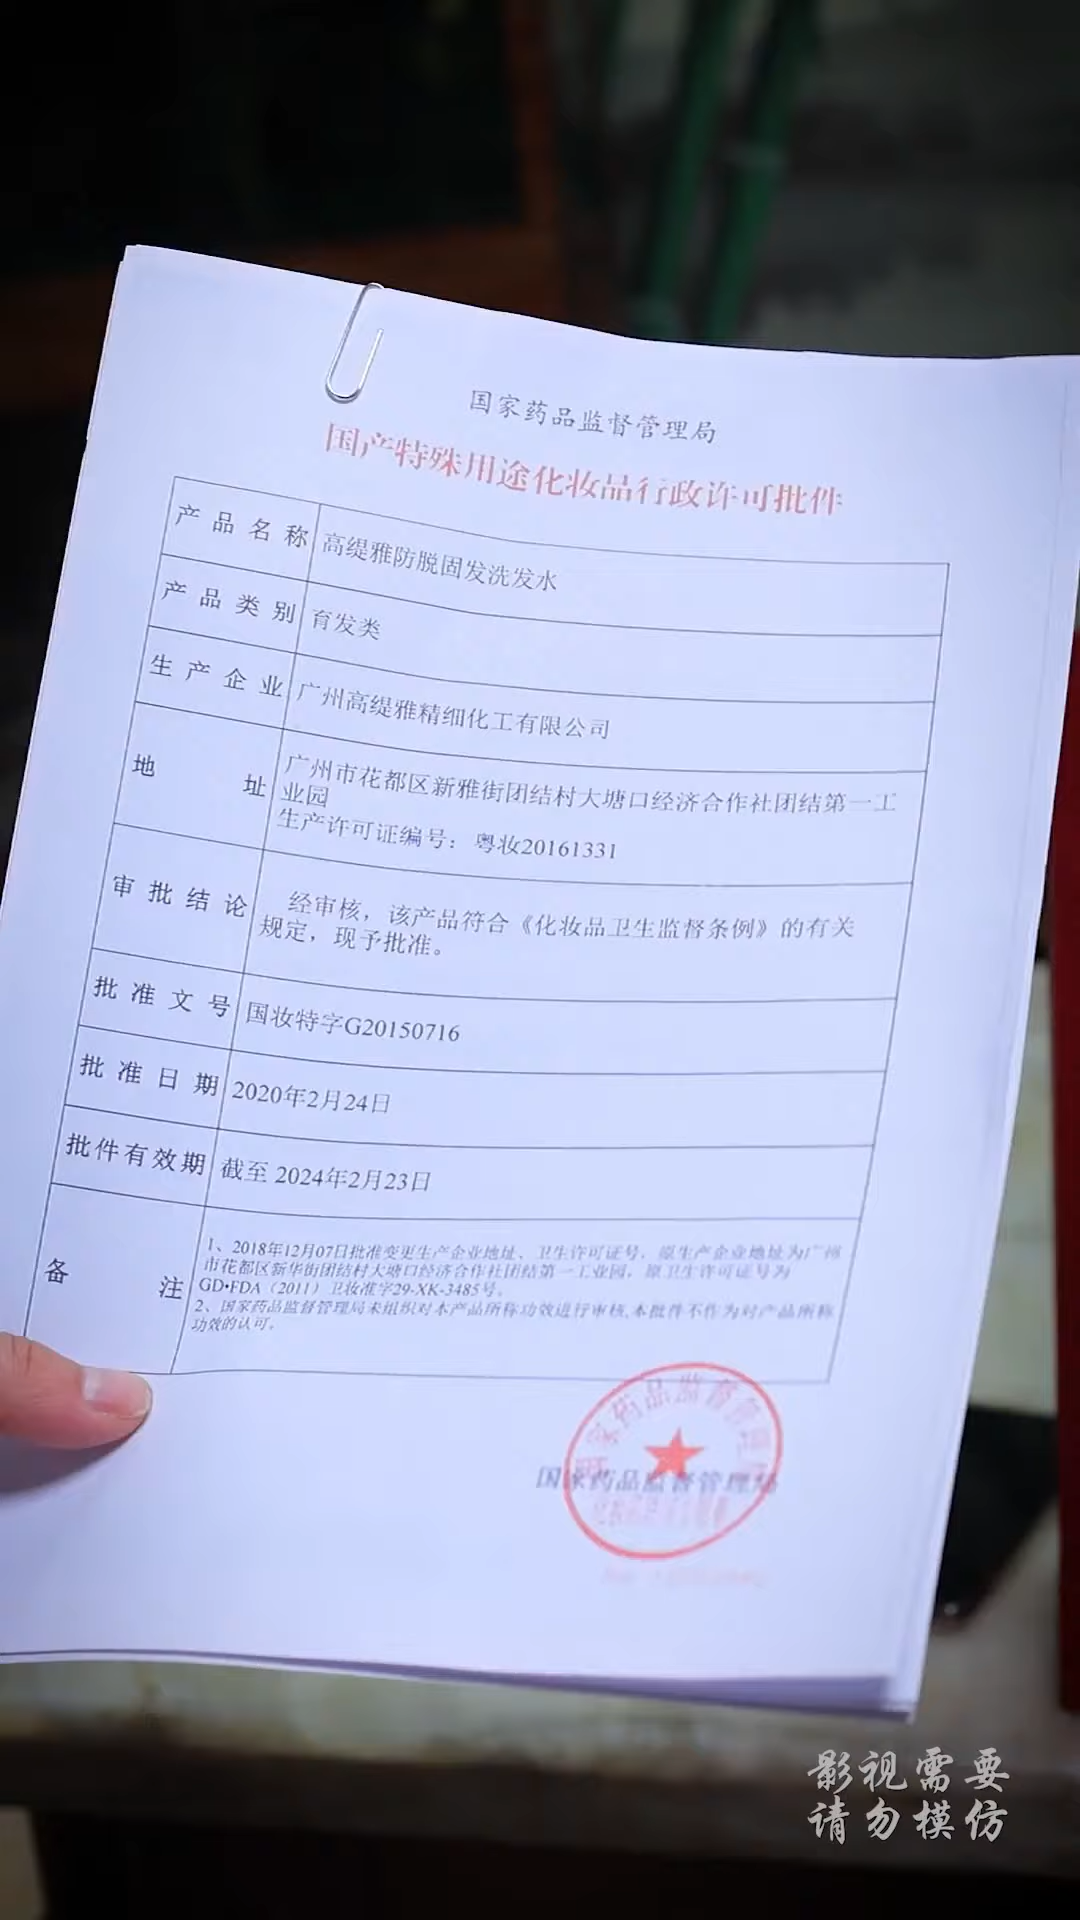 国家药品监督管理局
国产特殊用途化妆品行政许可批件
产品名称 高缇雅防脱固发洗发水
产品类别 育发类
生产企业 广州高缇雅精细化工有限公司
地址 广州市花都区新雅街团结村大塘口经济合作社团结第一工
业园
生产许可证编号：粤妆20161331
审批结论 经审核，该产品符合《化妆品卫生监督条例》的有关
规定，现予批准。
批准文号 国妆特字G20150716
批准日期 2020年2月24日
批件有效期 截至 2024年2月23日
备注 1、2018年12月07日批准变更生产企业地址、卫生许可证号，原生产企业地址为广州
市花都区新华街团结村大塘口经济合作社团结第一工业园，原卫生许可证号为
GD•FDA（2011）卫妆准字29-XK-3485号。
2、国家药品监督管理局未组织对本产品所称功效进行审核,本批件不作为对产品所称
功效的认可。
国家药品监督管理局
国家药品监督管理局
影视需要
请勿模仿